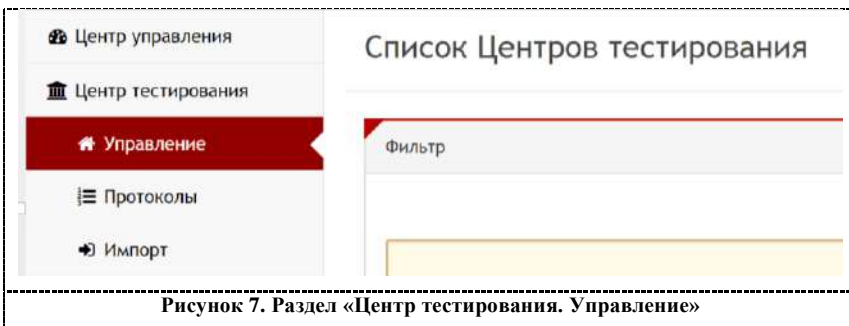 Центр управления
Список Центров тестирования
Центр тестирования
Управление
Фильтр
Протоколы
Импорт
Рисунок 7. Раздел «Центр тестирования. Управление»